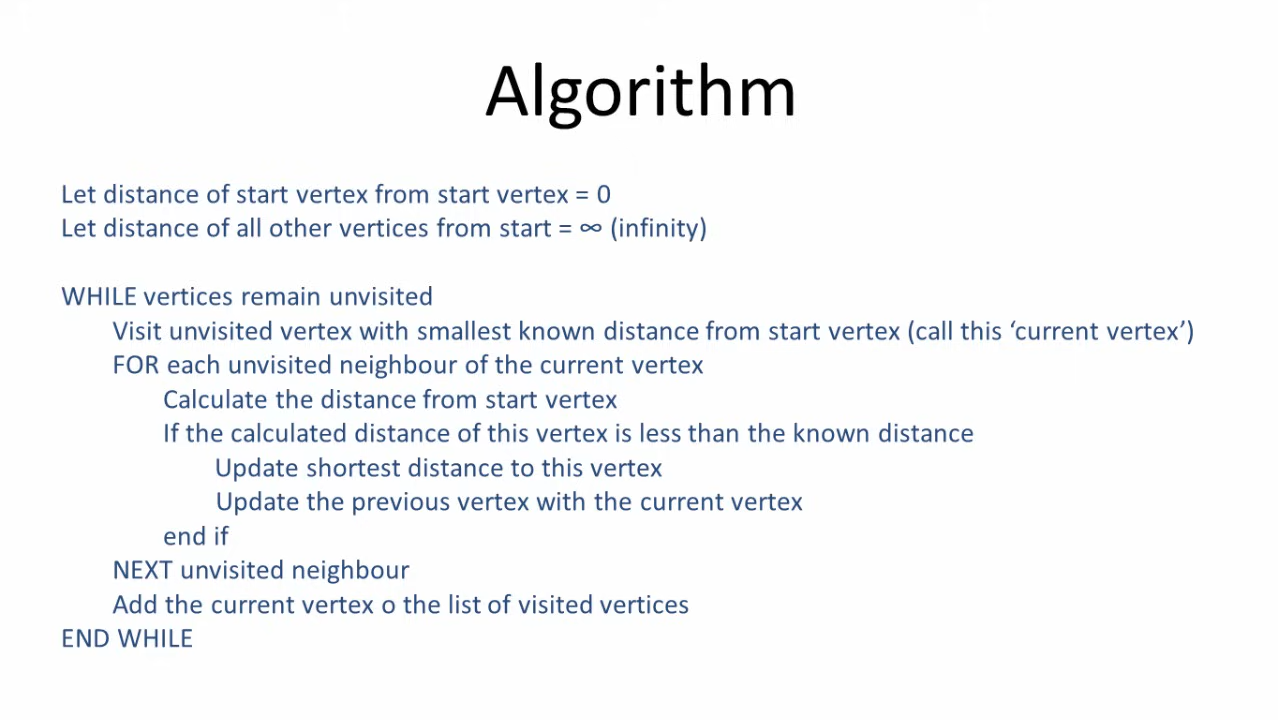 Algorithm
Let distance of start vertex from start vertex = 0
Let distance of all other vertices from start = ∞ (infinity)
WHILE vertices remain unvisited
Visit unvisited vertex with smallest known distance from start vertex (call this ‘current vertex’)
FOR each unvisited neighbour of the current vertex
Calculate the distance from start vertex
If the calculated distance of this vertex is less than the known distance
Update shortest distance to this vertex
Update the previous vertex with the current vertex
end if
NEXT unvisited neighbour
Add the current vertex o the list of visited vertices
END WHILE